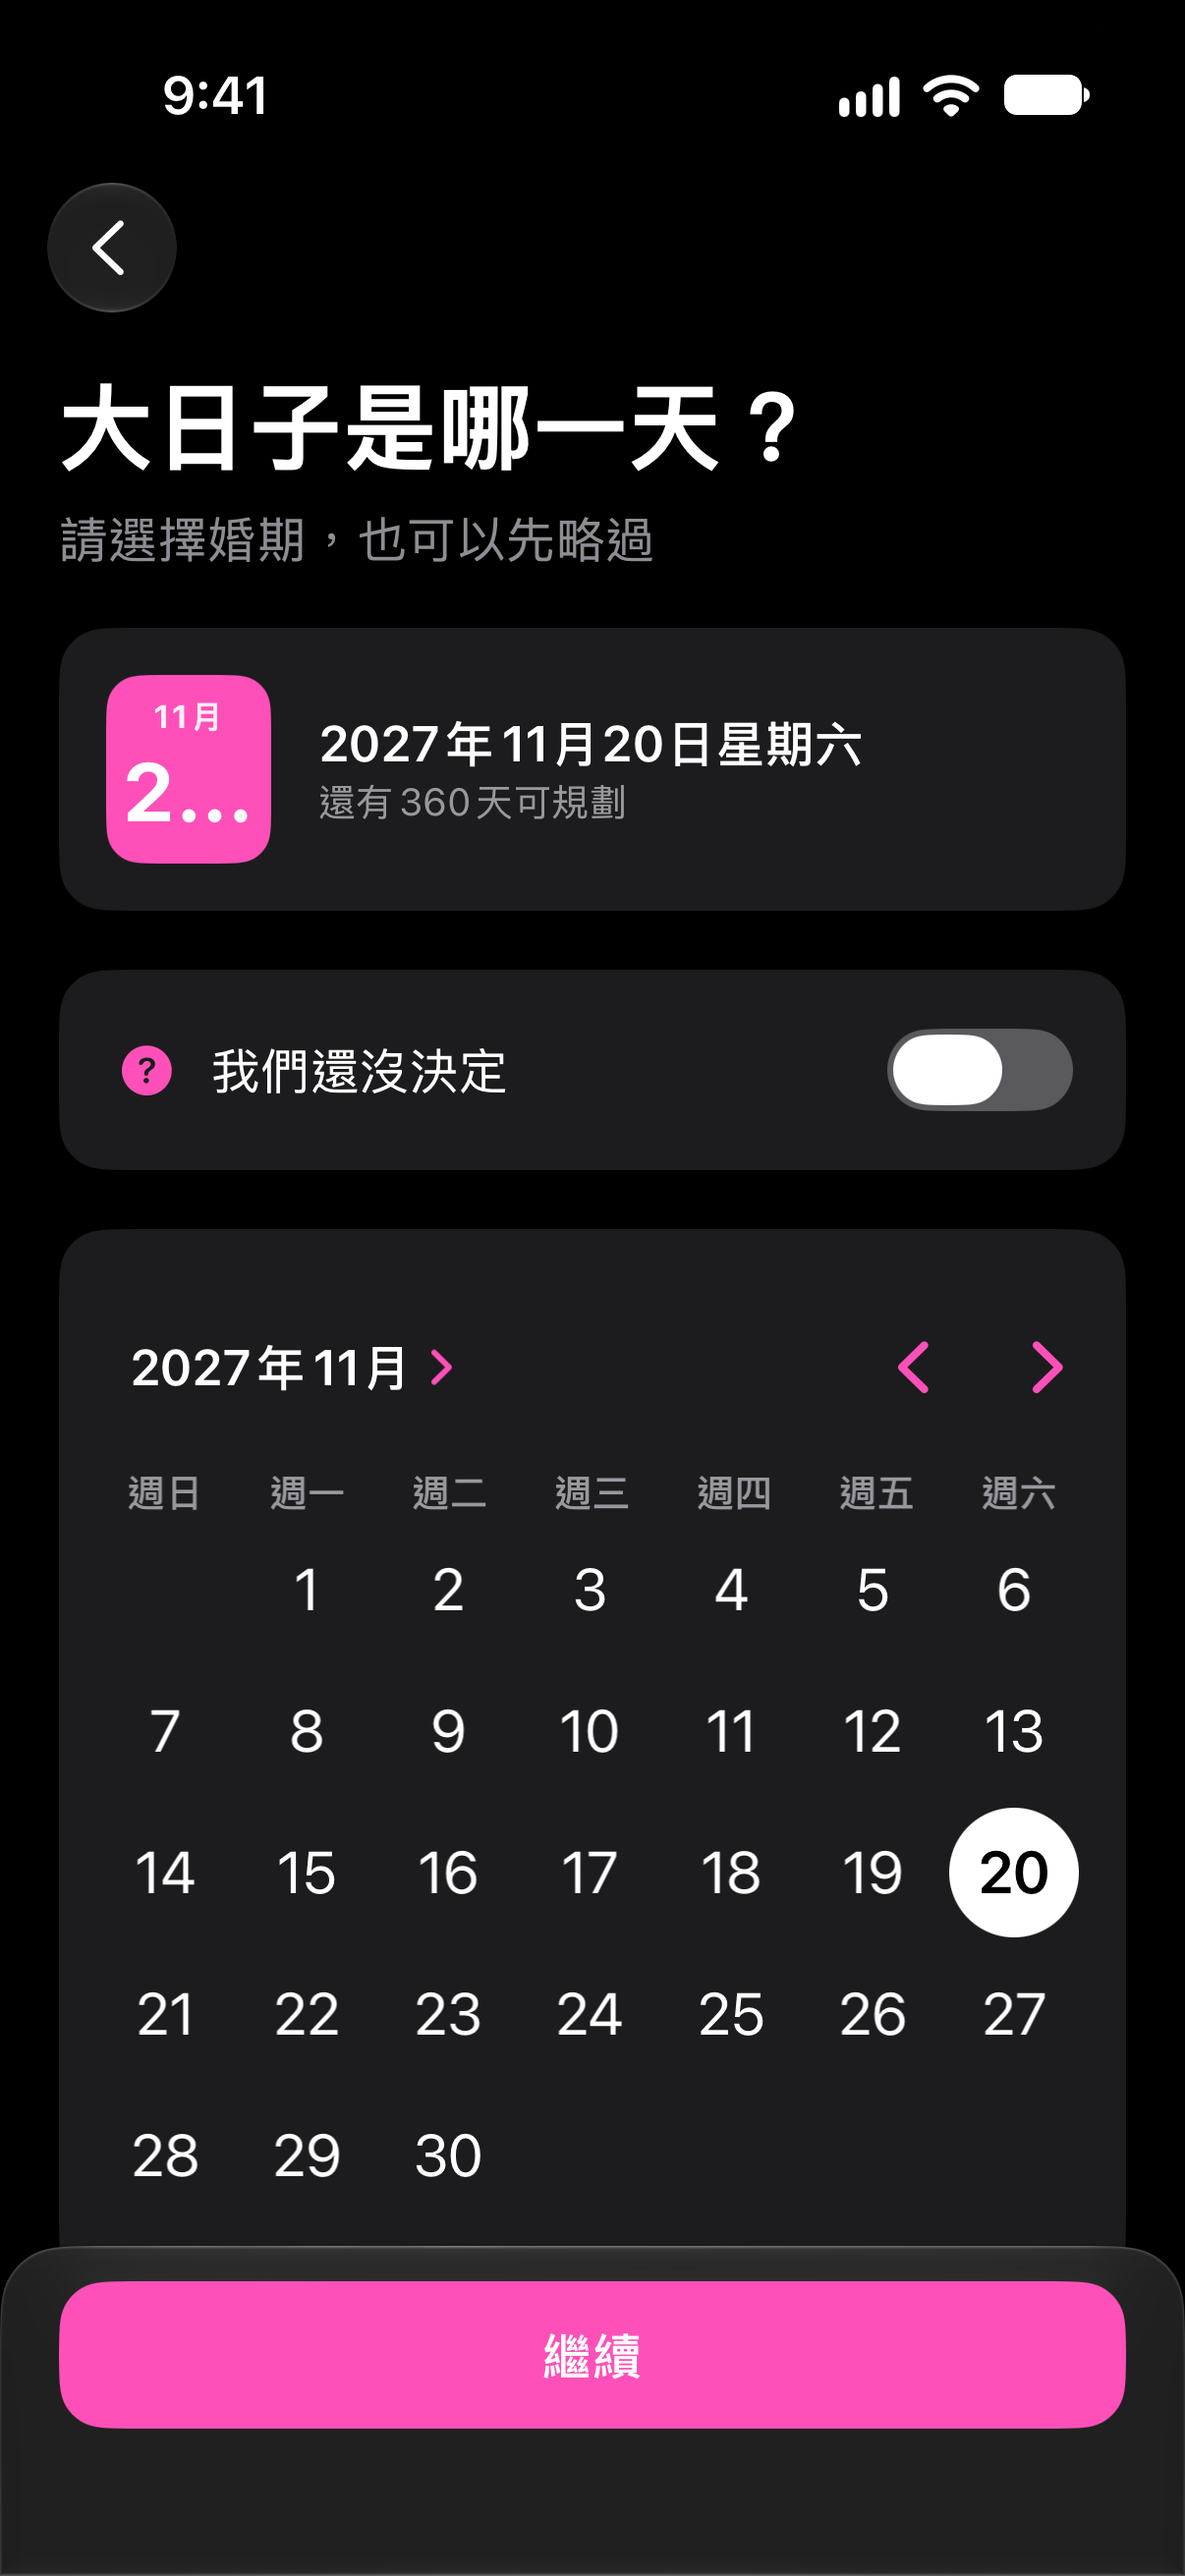 9:41
大日子是哪一天？
請選擇婚期，也可以先略過
11月
2...
2027年11月20日星期六
還有360天可規劃
?
我們還沒決定
2027年11月
週日 週一 週二 週三 週四 週五 週六
1 2 3 4 5 6
7 8 9 10 11 12 13
14 15 16 17 18 19 20
21 22 23 24 25 26 27
28 29 30
繼續